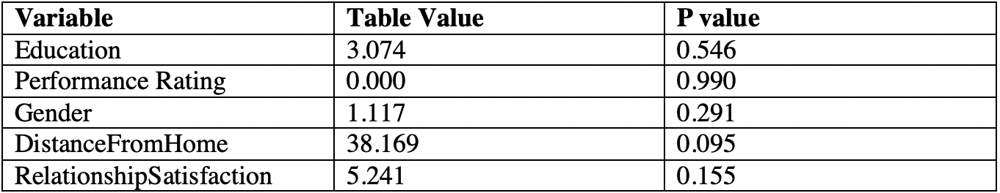 Variable Table Value P value
Education 3.074 0.546
Performance Rating 0.000 0.990
Gender 1.117 0.291
DistanceFromHome 38.169 0.095
RelationshipSatisfaction 5.241 0.155